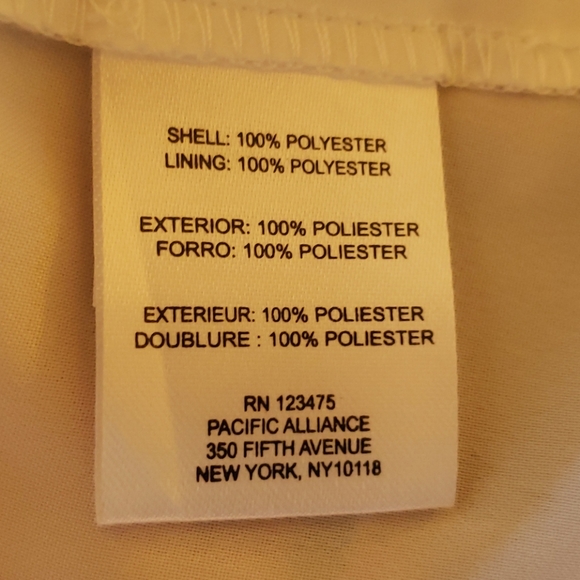 SHELL: 100% POLYESTER
LINING: 100% POLYESTER
EXTERIOR: 100% POLIESTER
FORRO: 100% POLIESTER
EXTERIEUR: 100% POLIESTER
DOUBLURE : 100% POLIESTER
RN 123475
PACIFIC ALLIANCE
350 FIFTH AVENUE
NEW YORK, NY10118